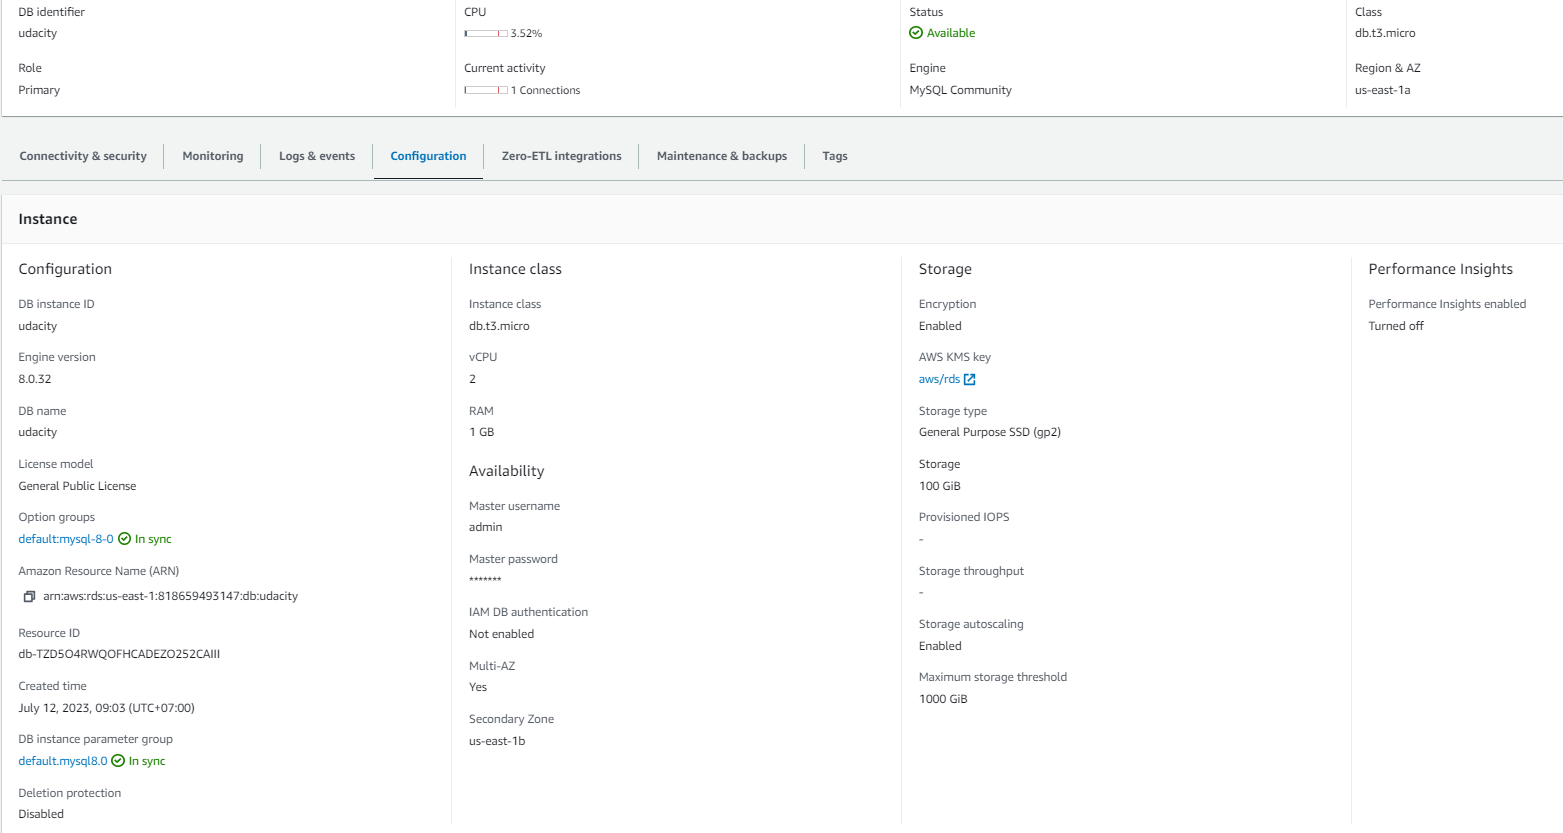 DB identifier
udacity
CPU
3.52%
Status
Available
Class
db.t3.micro
Role
Primary
Current activity
1 Connections
Engine
MySQL Community
Region & AZ
us-east-1a
Connectivity & security
Monitoring
Logs & events
Configuration
Zero-ETL integrations
Maintenance & backups
Tags
Instance
Configuration
DB instance ID
udacity
Engine version
8.0.32
DB name
udacity
License model
General Public License
Option groups
default:mysql-8-0 In sync
Amazon Resource Name (ARN)
arn:aws:rds:us-east-1:818659493147:db:udacity
Resource ID
db-TZD5O4RWQOFHCADEZO252CAIII
Created time
July 12, 2023, 09:03 (UTC+07:00)
DB instance parameter group
default.mysql8.0 In sync
Deletion protection
Disabled
Instance class
Instance class
db.t3.micro
vCPU
2
RAM
1 GB
Availability
Master username
admin
Master password
*******
IAM DB authentication
Not enabled
Multi-AZ
Yes
Secondary Zone
us-east-1b
Storage
Encryption
Enabled
AWS KMS key
aws/rds
Storage type
General Purpose SSD (gp2)
Storage
100 GiB
Provisioned IOPS
-
Storage throughput
-
Storage autoscaling
Enabled
Maximum storage threshold
1000 GiB
Performance Insights
Performance Insights enabled
Turned off